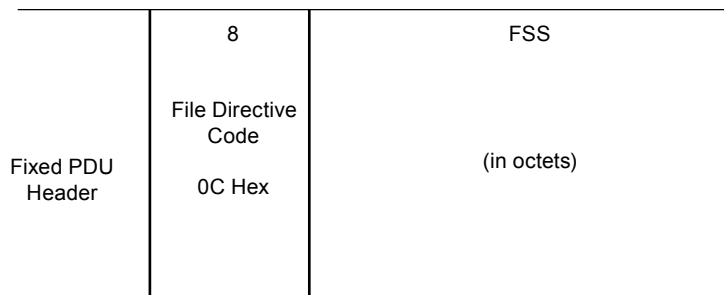 8
FSS
File Directive
Code
0C Hex
Fixed PDU
Header
(in octets)